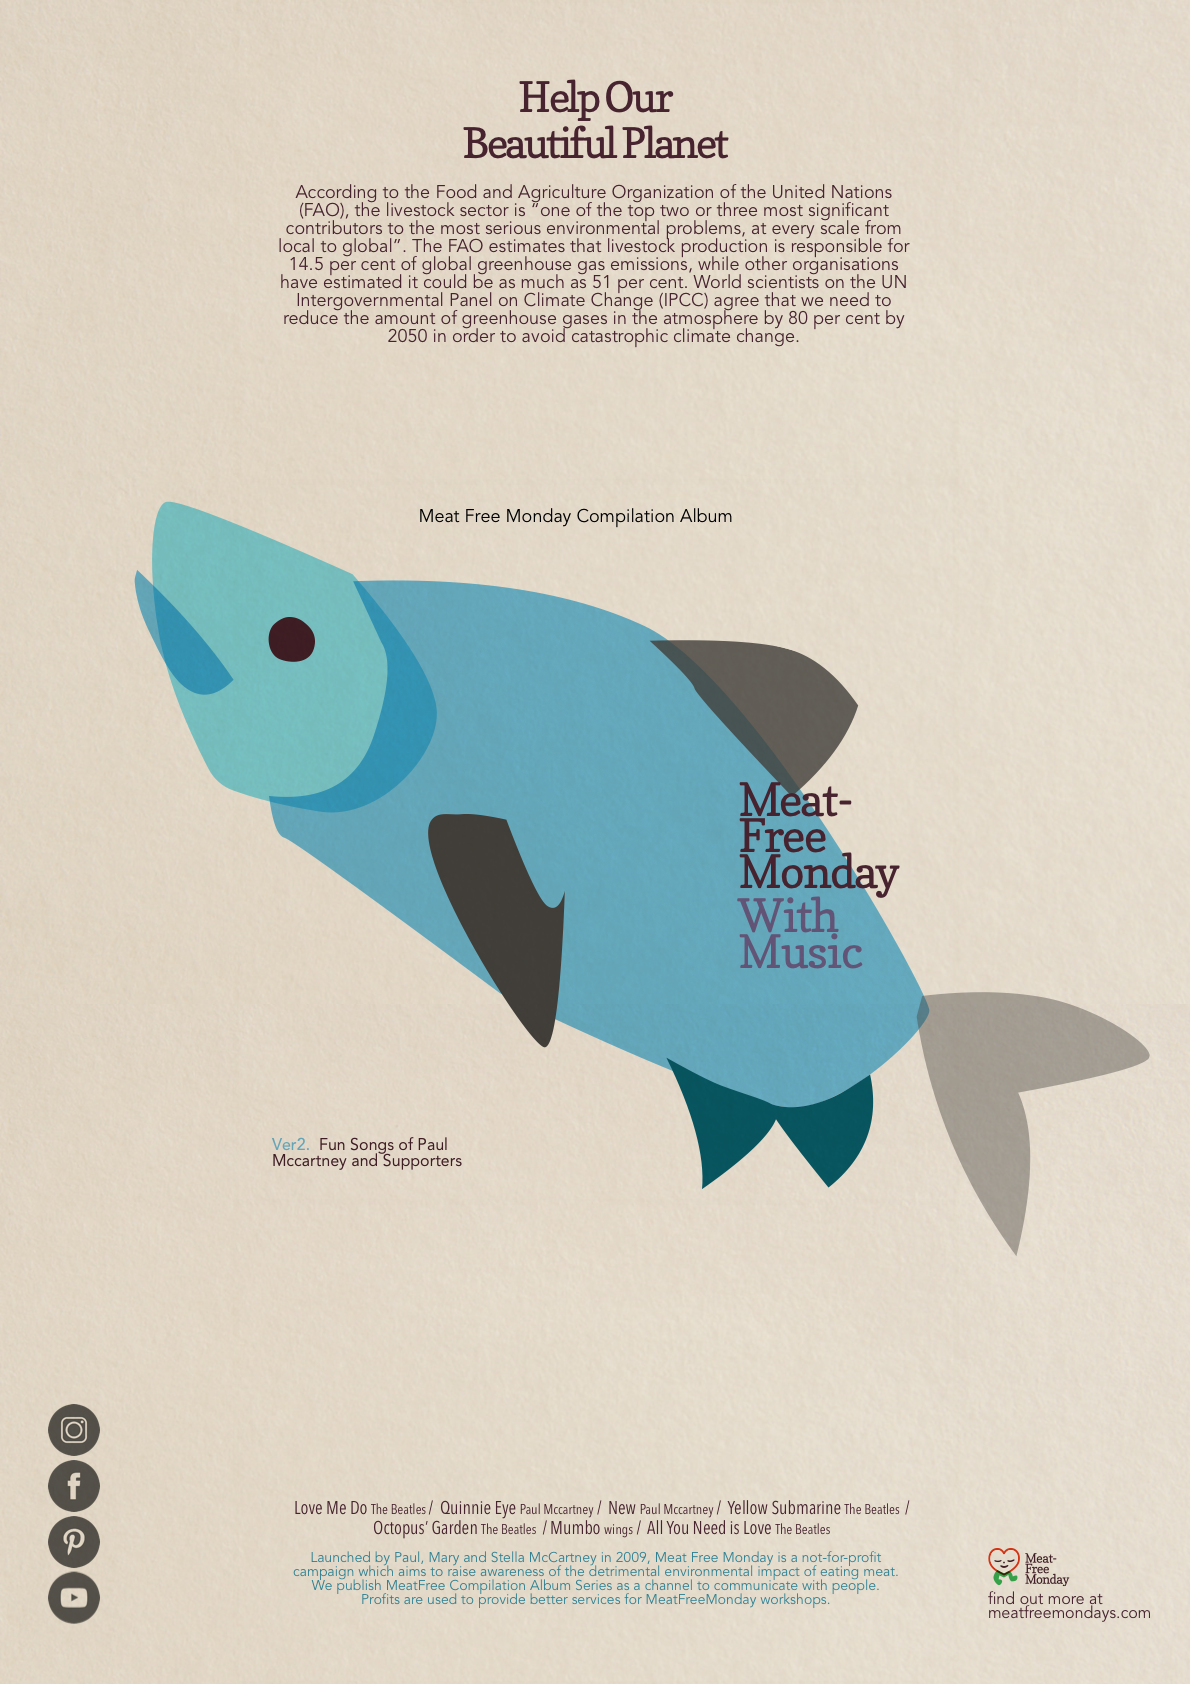 Help Our
Beautiful Planet
According to the Food and Agriculture Organization of the United Nations
(FAO), the livestock sector is “one of the top two or three most significant
contributors to the most serious environmental problems, at every scale from
local to global”. The FAO estimates that livestock production is responsible for
14.5 per cent of global greenhouse gas emissions, while other organisations
have estimated it could be as much as 51 per cent. World scientists on the UN
Intergovernmental Panel on Climate Change (IPCC) agree that we need to
reduce the amount of greenhouse gases in the atmosphere by 80 per cent by
2050 in order to avoid catastrophic climate change.
Meat Free Monday Compilation Album
Meat-
Free
Monday
With
Music
Ver2. Fun Songs of Paul
Mccartney and Supporters
Love Me Do The Beatles / Quinnie Eye Paul Mccartney / New Paul Mccartney / Yellow Submarine The Beatles /
Octopus’ Garden The Beatles / Mumbo wings / All You Need is Love The Beatles
Launched by Paul, Mary and Stella McCartney in 2009, Meat Free Monday is a not-for-profit
campaign which aims to raise awareness of the detrimental environmental impact of eating meat.
We publish MeatFree Compilation Album Series as a channel to communicate with people.
Profits are used to provide better services for MeatFreeMonday workshops.
Meat-
Free
Monday
find out more at
meatfreemondays.com